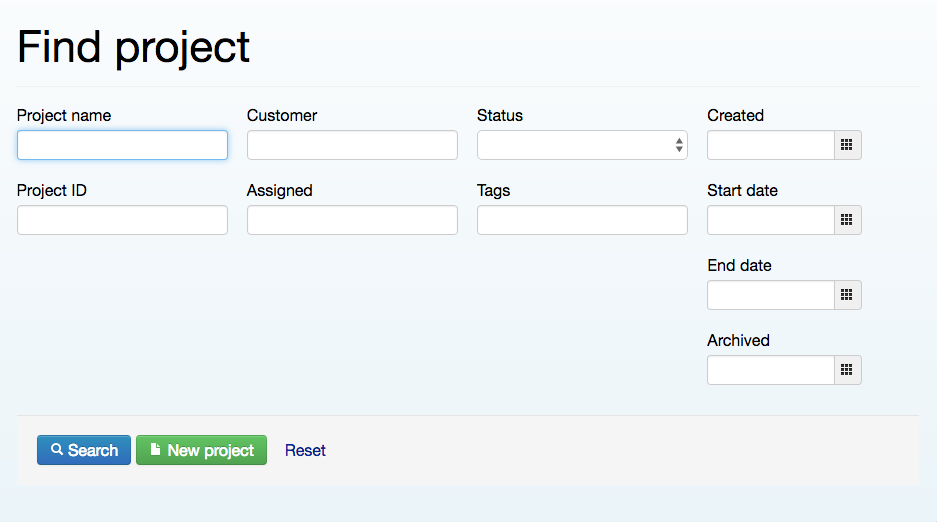 Find project
Project name Customer Status Created
Project ID Assigned Tags Start date
End date
Archived
Search New project Reset